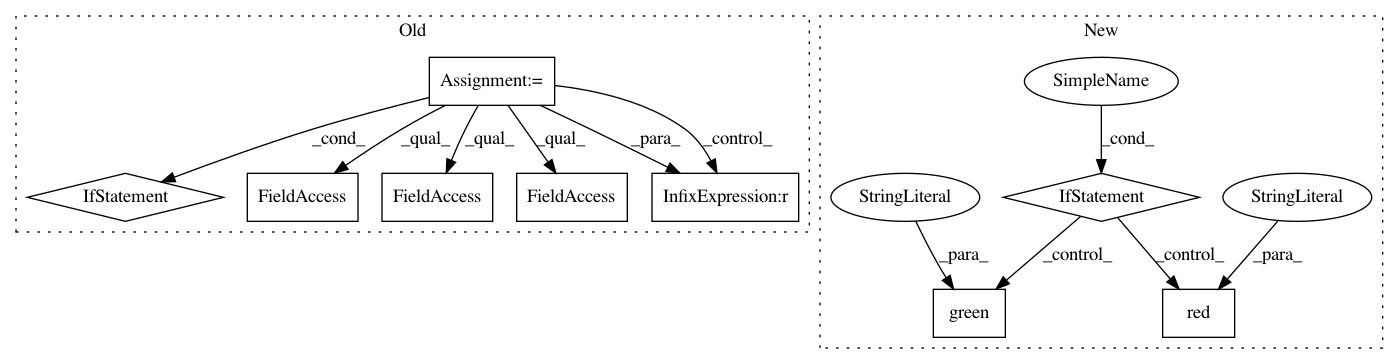 Old
New
Assignment:=
SimpleName
_cond_
_qual_
_qual_
_qual_
_para_
_control_
_cond_
IfStatement
FieldAccess
FieldAccess
FieldAccess
InfixExpression:r
StringLiteral
IfStatement
StringLiteral
_para_
_control_
_control_
_para_
green
red